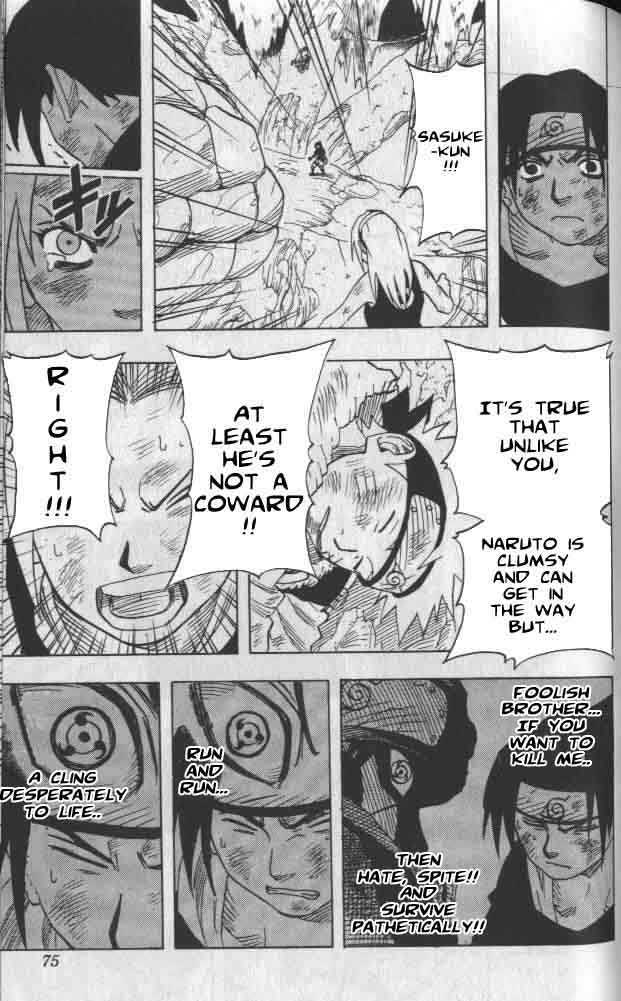 SASUKE
-KUN
!!!
キッ
IT'S TRUE
THAT
UNLIKE
YOU,
NARUTO IS
CLUMSY
AND CAN
GET IN
THE WAY
BUT...
AT
LEAST
HE'S
NOT A
COWARD
!!
R
I
G
H
T
!!!
FOOLISH
BROTHER...
IF YOU
WANT TO
KILL ME..
THEN
HATE, SPITE!!
AND
SURVIVE
PATHETICALLY!!
RUN
AND
RUN...
A CLING
DESPERATELY
TO LIFE..
75